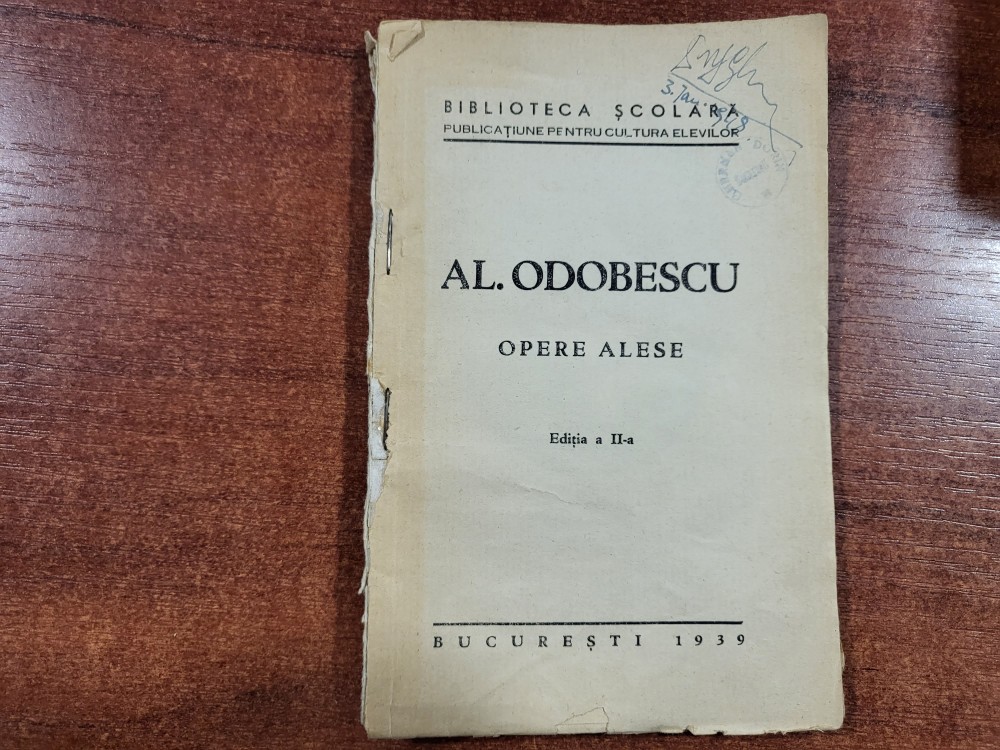 BIBLIOTECA ȘCOLARĂ
PUBLICAȚIUNE PENTRU CULTURA ELEVILOR
AL. ODOBESCU
OPERE ALESE
Ediția a II-a
BUCUREȘTI 1939